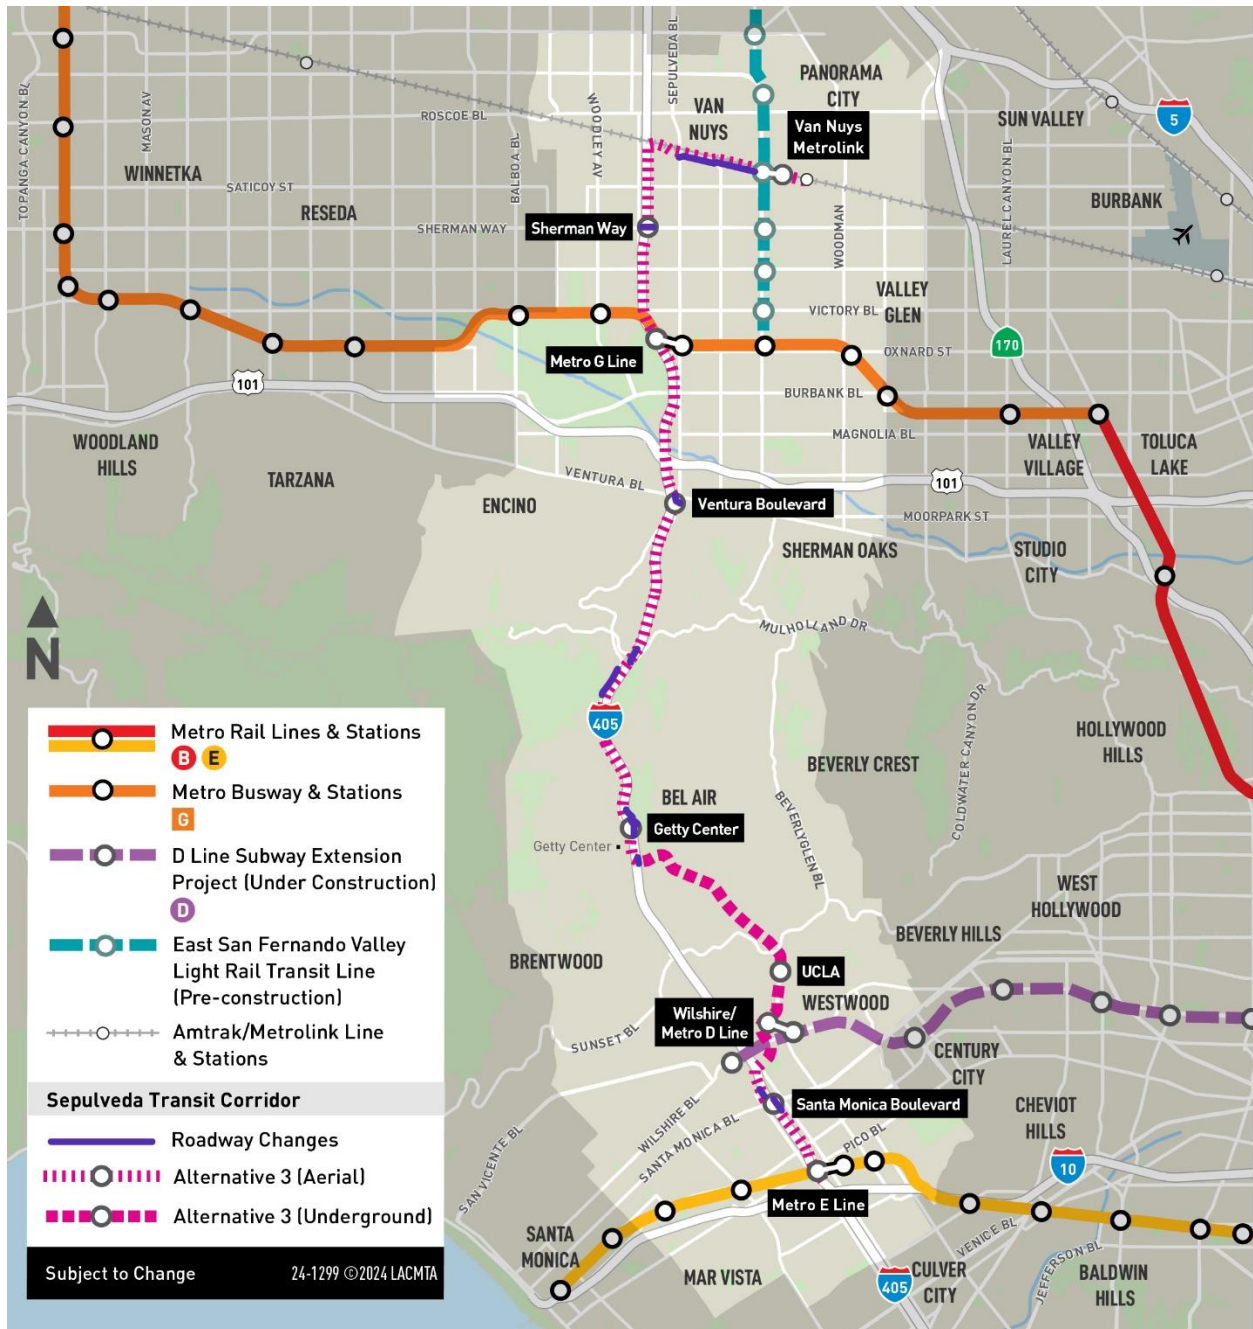 TOPANGA CANYON BL
MASON AV
WINNETKA
SATICOY ST
RESEDA
ROSCOE BL
SHERMAN WAY
BALBOA BL
WOODLEY AV
SEPULVEDA BL
VAN
NUYS
PANORAMA
CITY
Van Nuys
Metrolink
SUN VALLEY
5
BURBANK
LAUREL CANYON BL
WOODMAN
Sherman Way
VALLEY
GLEN
VICTORY BL
OXNARD ST
170
Metro G Line
101
BURBANK BL
MAGNOLIA BL
WOODLAND
HILLS
TARZANA
VENTURA BL
ENCINO
Ventura Boulevard
VALLEY
VILLAGE
TOLUCA
LAKE
101
MOORPARK ST
SHERMAN OAKS
STUDIO
CITY
MULHOLLAND DR
N
405
COLDWATER CANYON DR
HOLLYWOOD
HILLS
BEVERLY CREST
BEL AIR
Getty Center
Getty Center
BEVERLYGLEN BL
WEST
HOLLYWOOD
BEVERLY HILLS
BRENTWOOD
UCLA
WESTWOOD
Wilshire/
Metro D Line
SUNSET BL
CENTURY
CITY
Santa Monica Boulevard
CHEVIOT
HILLS
WILSHIRE BL
SANTA MONICA BL
PICO BL
SAN VICENTE BL
10
Metro E Line
SANTA
MONICA
MAR VISTA
VENICE BL
405
CULVER
CITY
JEFFERSON BL
BALDWIN
HILLS
Metro Rail Lines & Stations
B E
Metro Busway & Stations
G
D Line Subway Extension
Project (Under Construction)
D
East San Fernando Valley
Light Rail Transit Line
(Pre-construction)
Amtrak/Metrolink Line
& Stations
Sepulveda Transit Corridor
Roadway Changes
Alternative 3 (Aerial)
Alternative 3 (Underground)
Subject to Change
24-1299 ©2024 LACMTA